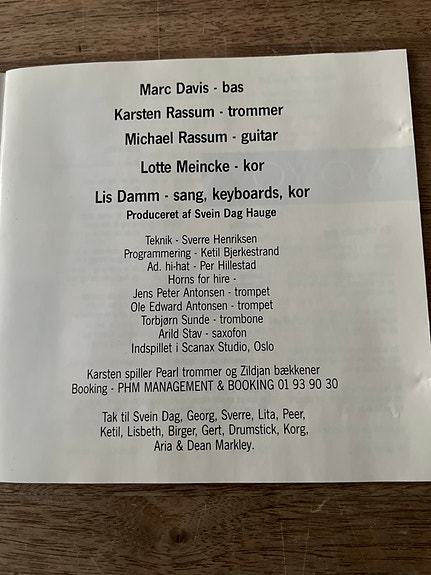 Marc Davis - bas
Karsten Rassum - trommer
Michael Rassum - guitar
Lotte Meincke - kor
Lis Damm - sang, keyboards, kor
Produceret af Svein Dag Hauge
Teknik - Sverre Henriksen
Programmering - Ketil Bjerkestrand
Ad. hi-hat - Per Hillestad
Horns for hire -
Jens Peter Antonsen - trompet
Ole Edward Antonsen - trompet
Torbjørn Sunde - trombone
Arild Stav - saxofon
Indspillet i Scanax Studio, Oslo
Karsten spiller Pearl trommer og Zildjan bækkener
Booking - PHM MANAGEMENT & BOOKING 01 93 90 30
Tak til Svein Dag, Georg, Sverre, Lita, Peer,
Ketil, Lisbeth, Birger, Gert, Drumstick, Korg,
Aria & Dean Markley.